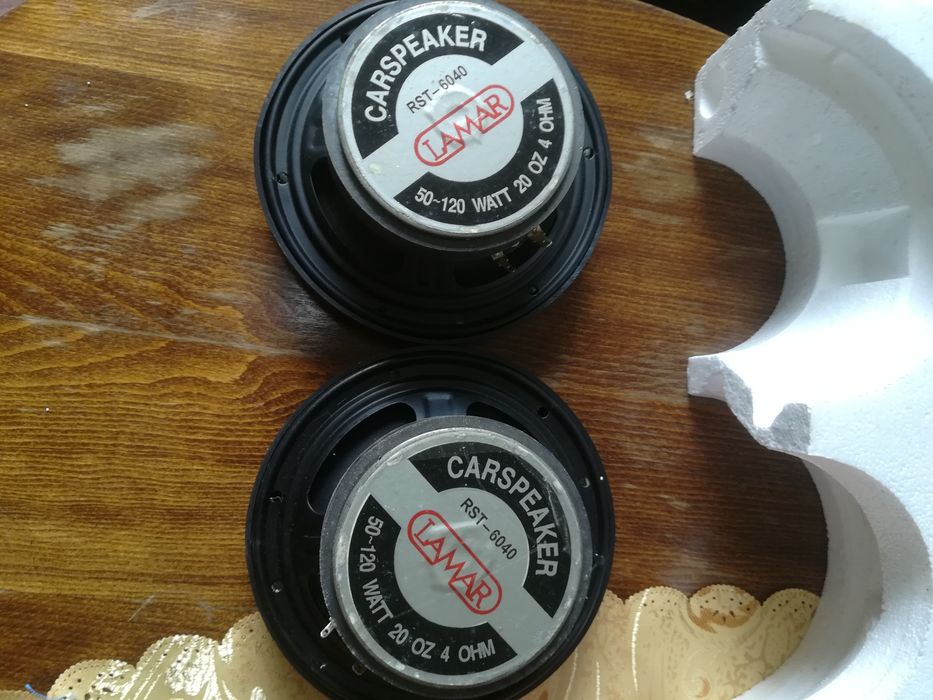 CARSPEAKER
RST-6040
LAMAR
50~120 WATT 20 OZ 4 OHM
CARSPEAKER
RST-6040
LAMAR
50~120 WATT 20 OZ 4 OHM